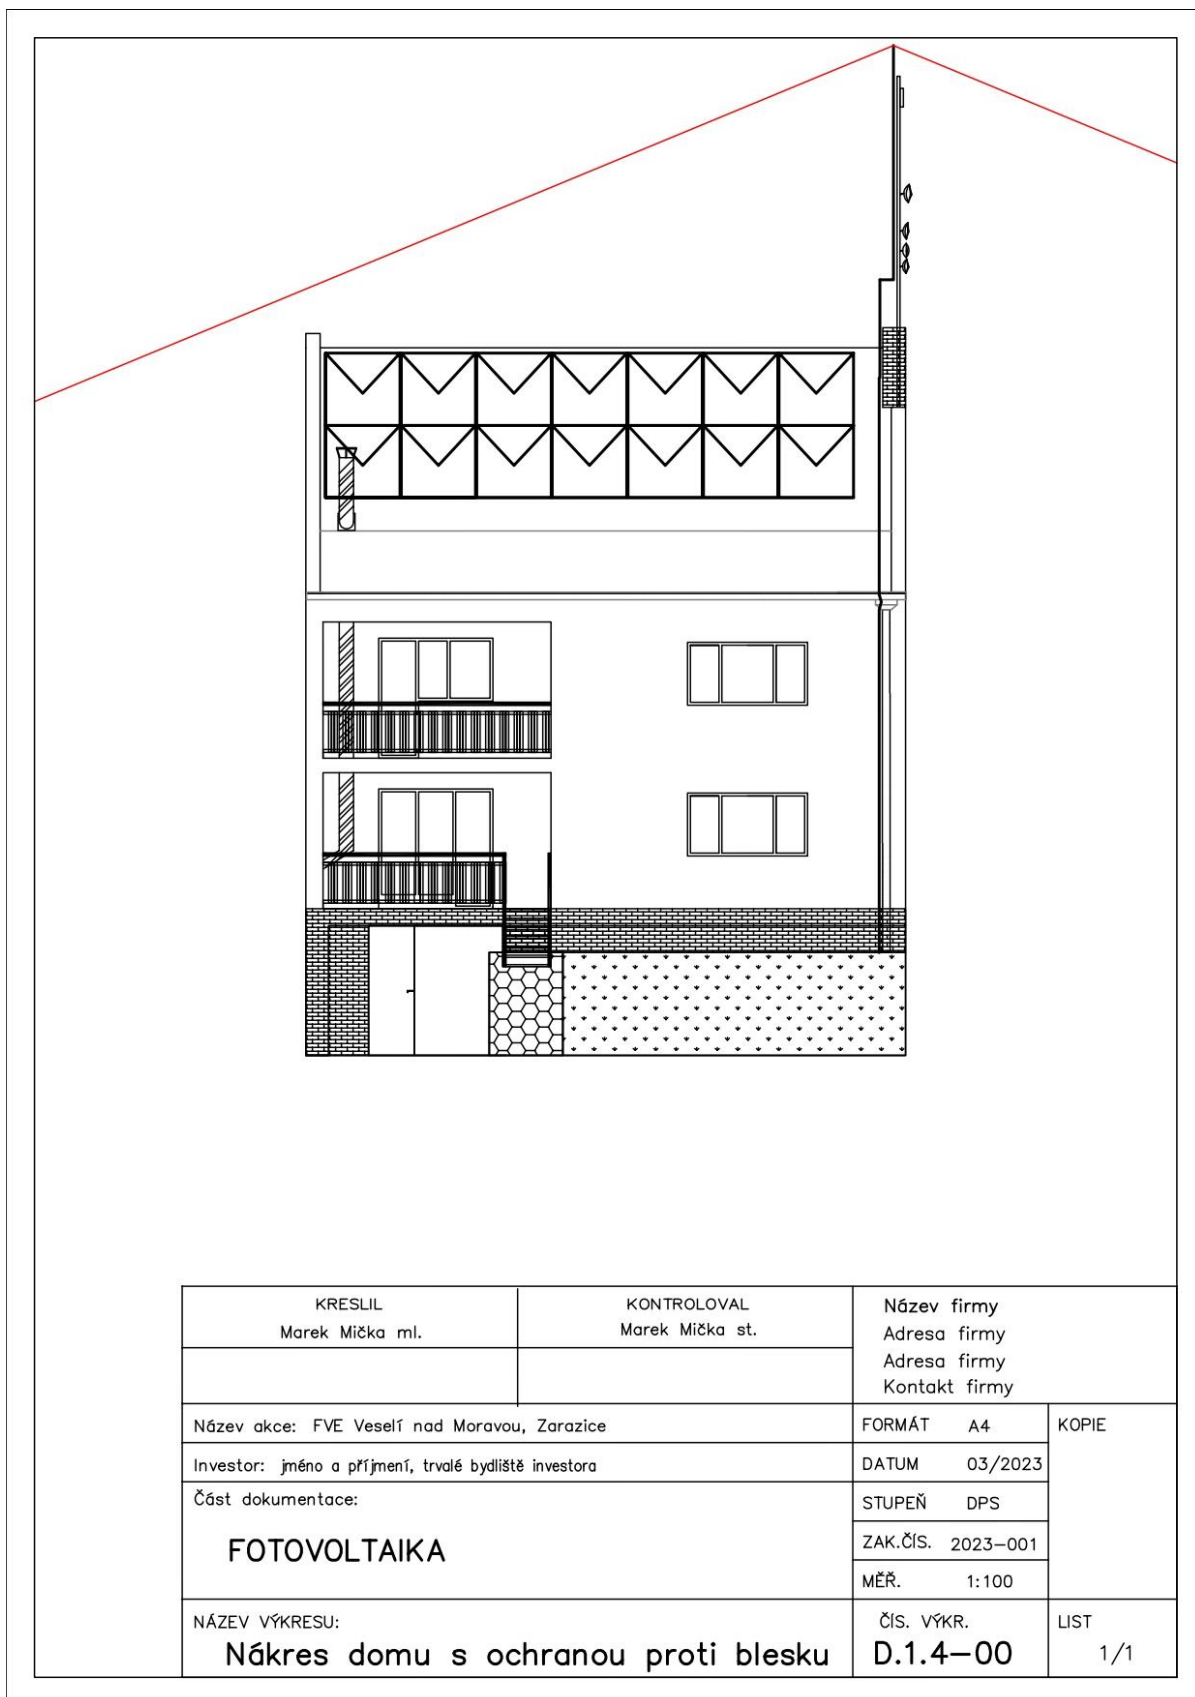 KRESLIL
Marek Mička ml.
KONTROLOVAL
Marek Mička st.
Název firmy
Adresa firmy
Adresa firmy
Kontakt firmy
Název akce: FVE Veselí nad Moravou, Zarazice
FORMÁT A4
KOPIE
Investor: jméno a příjmení, trvalé bydliště investora
DATUM 03/2023
Část dokumentace:
STUPEŇ DPS
FOTOVOLTAIKA
ZAK.ČÍS. 2023–001
MĚŘ. 1:100
NÁZEV VÝKRESU:
ČÍS. VÝKR.
LIST
Nákres domu s ochranou proti blesku
D.1.4–00
1/1